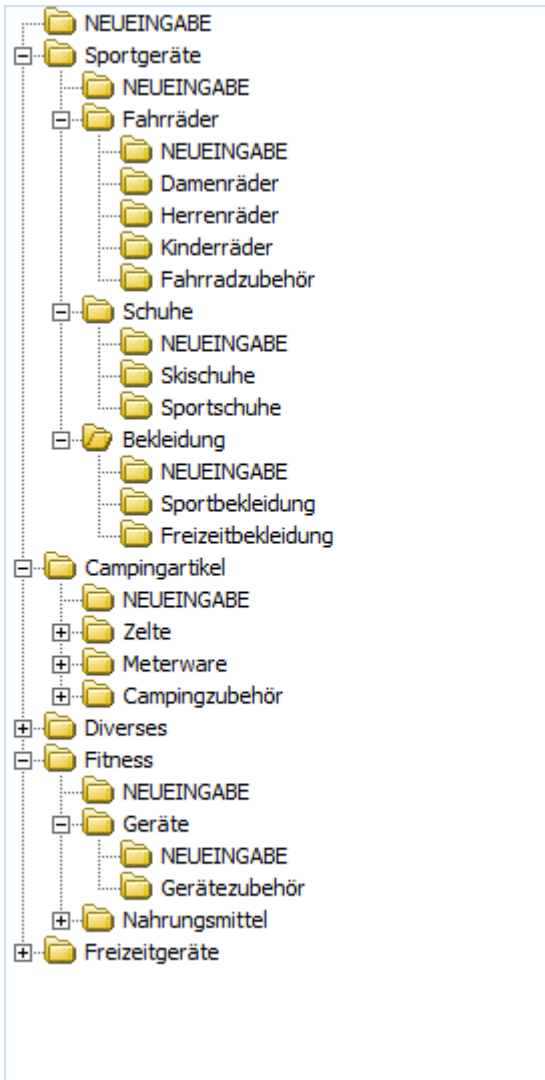 NEUEINGABE
Sportgeräte
NEUEINGABE
Fahrräder
NEUEINGABE
Damenräder
Herrenräder
Kinderräder
Fahrradzubehör
Schuhe
NEUEINGABE
Skischuhe
Sportschuhe
Bekleidung
NEUEINGABE
Sportbekleidung
Freizeitbekleidung
Campingartikel
NEUEINGABE
Zelte
Meterware
Campingzubehör
Diverses
Fitness
NEUEINGABE
Geräte
NEUEINGABE
Gerätezubehör
Nahrungsmittel
Freizeitgeräte